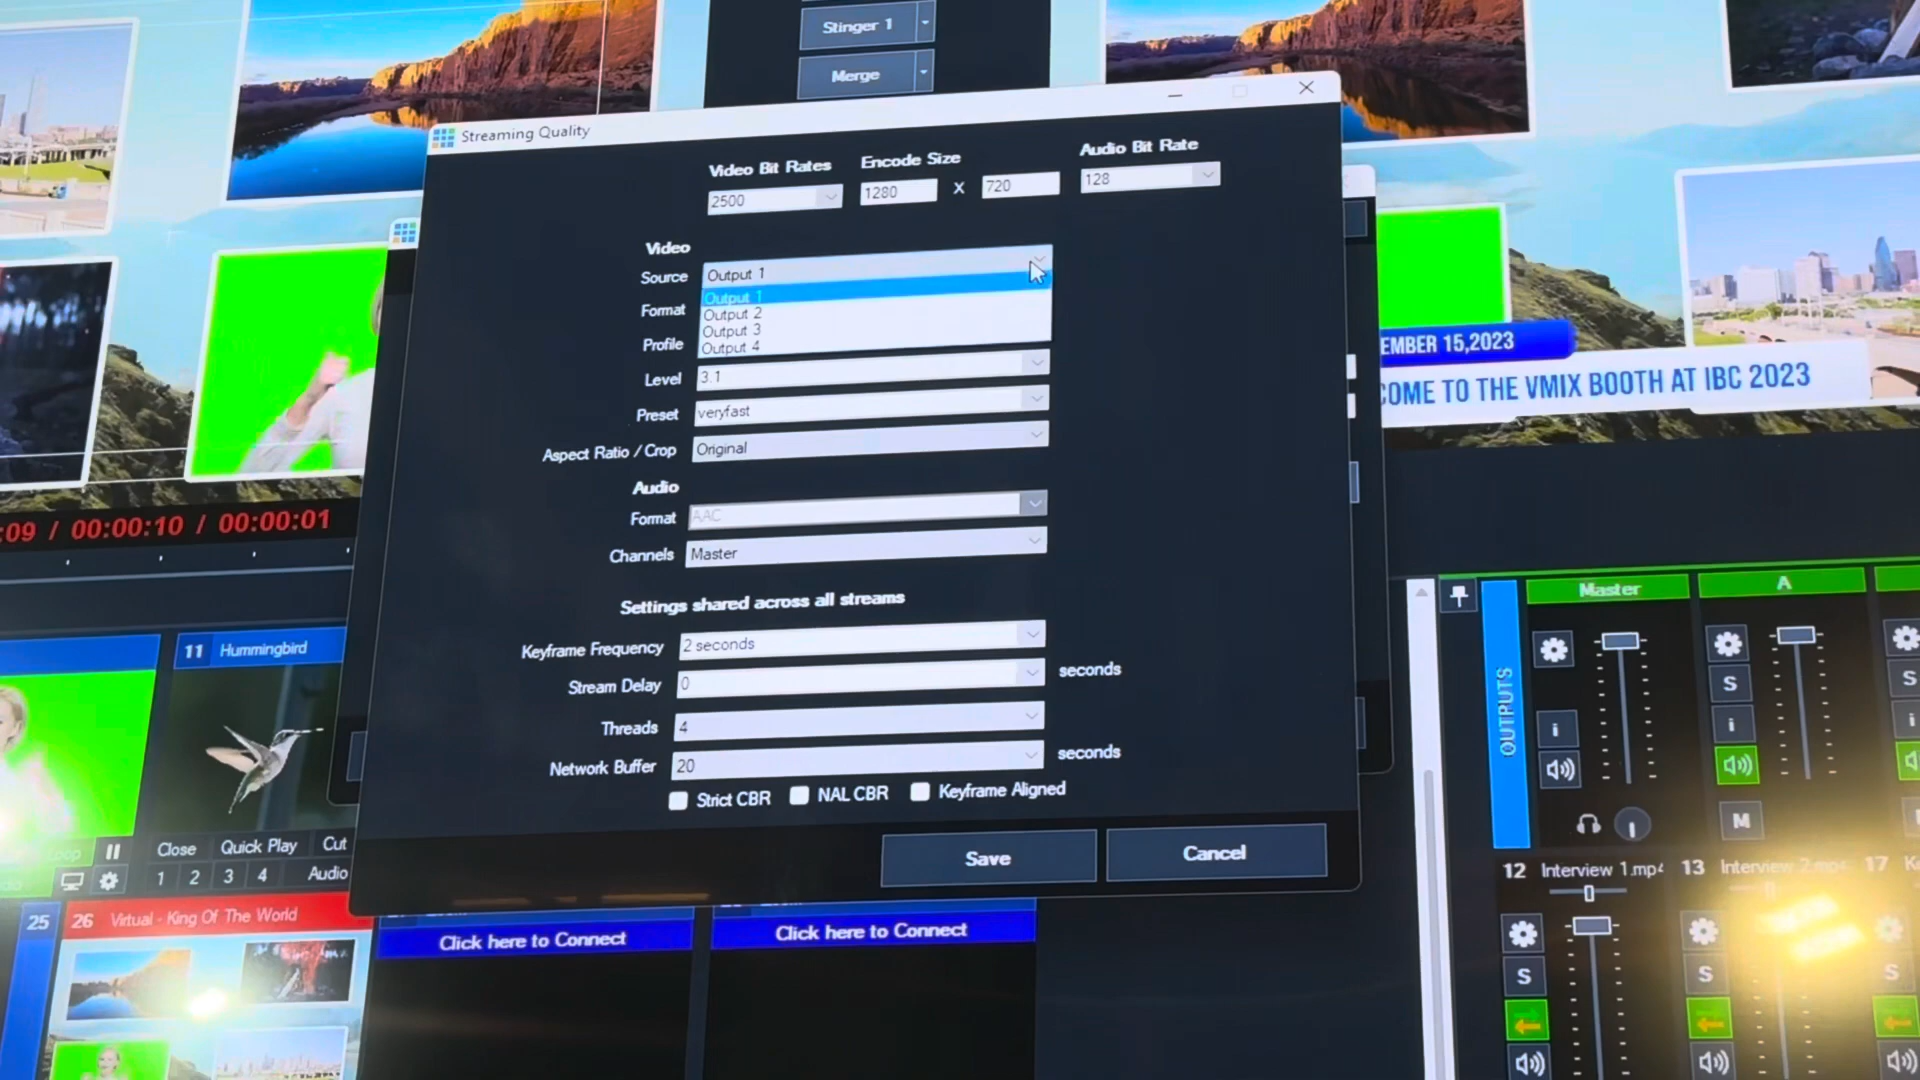 Stinger 1
Merge
Streaming Quality
Video Bit Rates
Encode Size
Audio Bit Rate
2500
1280
X
720
128
Video
Source
Output 1
Output 1
Output 2
Output 3
Output 4
Format
Profile
Level
3.1
Preset
veryfast
Aspect Ratio / Crop
Original
Audio
Format
AAC
Channels
Master
Settings shared across all streams
Keyframe Frequency
2 seconds
Stream Delay
0
seconds
Threads
4
Network Buffer
20
seconds
Strict CBR
NAL CBR
Keyframe Aligned
Save
Cancel
EMBER 15,2023
COME TO THE VMIX BOOTH AT IBC 2023
:09 / 00:00:10 / 00:00:01
11 Hummingbird
Loop
Close
Quick Play
Cut
1 2 3 4
Audio
25
26 Virtual - King Of The World
Click here to Connect
Click here to Connect
OUTPUTS
Master
A
S
S
M
12 Interview 1.mp4
13 Interview 2.mp4
17
S
S
S